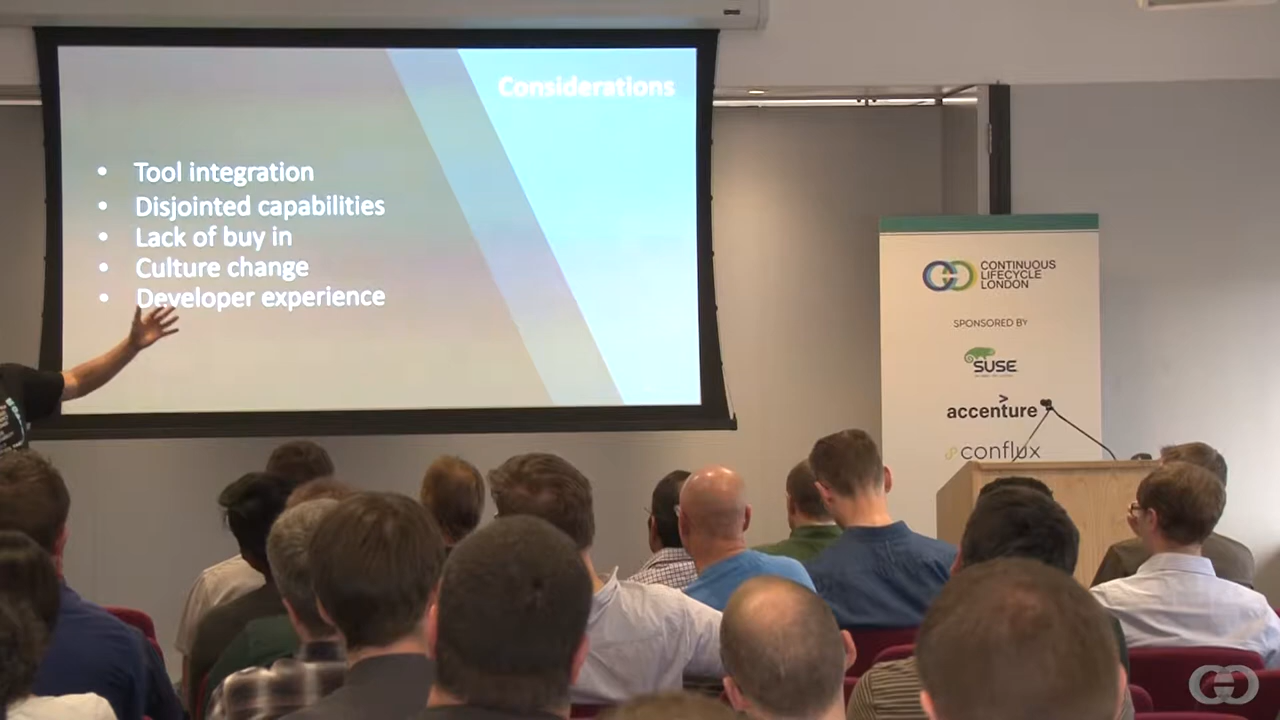 Considerations
• Tool integration
• Disjointed capabilities
• Lack of buy in
• Culture change
• Developer experience
CONTINUOUS
LIFECYCLE
LONDON
SPONSORED BY
SUSE
accenture
conflux